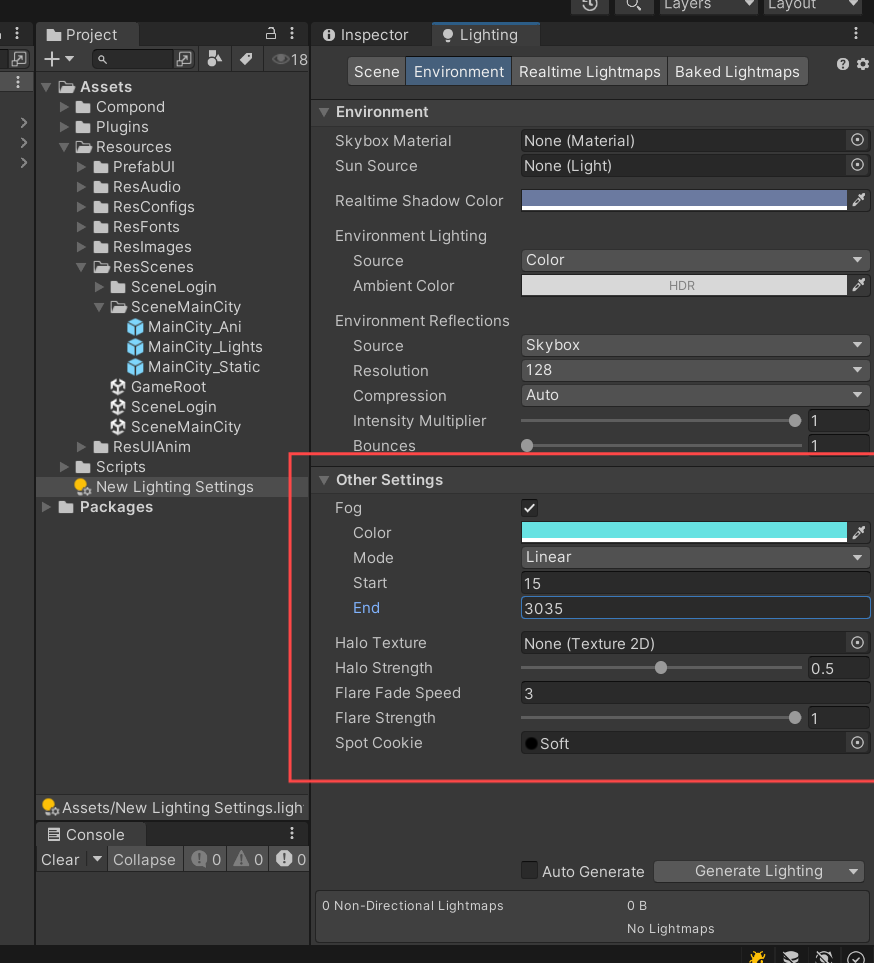 Layers
Layout
Project
18
Assets
Compond
Plugins
Resources
PrefabUI
ResAudio
ResConfigs
ResFonts
ResImages
ResScenes
SceneLogin
SceneMainCity
MainCity_Ani
MainCity_Lights
MainCity_Static
GameRoot
SceneLogin
SceneMainCity
ResUIAnim
Scripts
New Lighting Settings
Packages
Assets/New Lighting Settings.ligh
Console
Clear Collapse 0 0 0
Inspector Lighting
Scene Environment Realtime Lightmaps Baked Lightmaps
Environment
Skybox Material None (Material)
Sun Source None (Light)
Realtime Shadow Color
Environment Lighting
Source Color
Ambient Color HDR
Environment Reflections
Source Skybox
Resolution 128
Compression Auto
Intensity Multiplier 1
Bounces 1
Other Settings
Fog
Color
Mode Linear
Start 15
End 3035
Halo Texture None (Texture 2D)
Halo Strength 0.5
Flare Fade Speed 3
Flare Strength 1
Spot Cookie Soft
Auto Generate Generate Lighting
0 Non-Directional Lightmaps 0 B
No Lightmaps